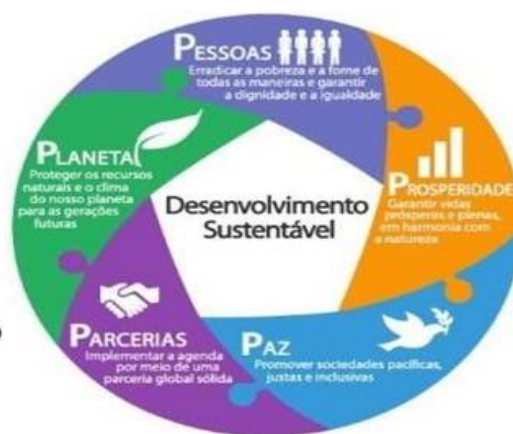 PESSOAS
Erradicar a pobreza e a fome de
todas as maneiras e garantir
a dignidade e a igualdade
PROSPERIDADE
Garantir vidas
prósperas e plenas,
em harmonia com
a natureza
PAZ
Promover sociedades pacíficas,
justas e inclusivas
PARCERIAS
Implementar a agenda
por meio de uma
parceria global sólida
PLANETA
Proteger os recursos
naturais e o clima
do nosso planeta
para as gerações
futuras
Desenvolvimento
Sustentável